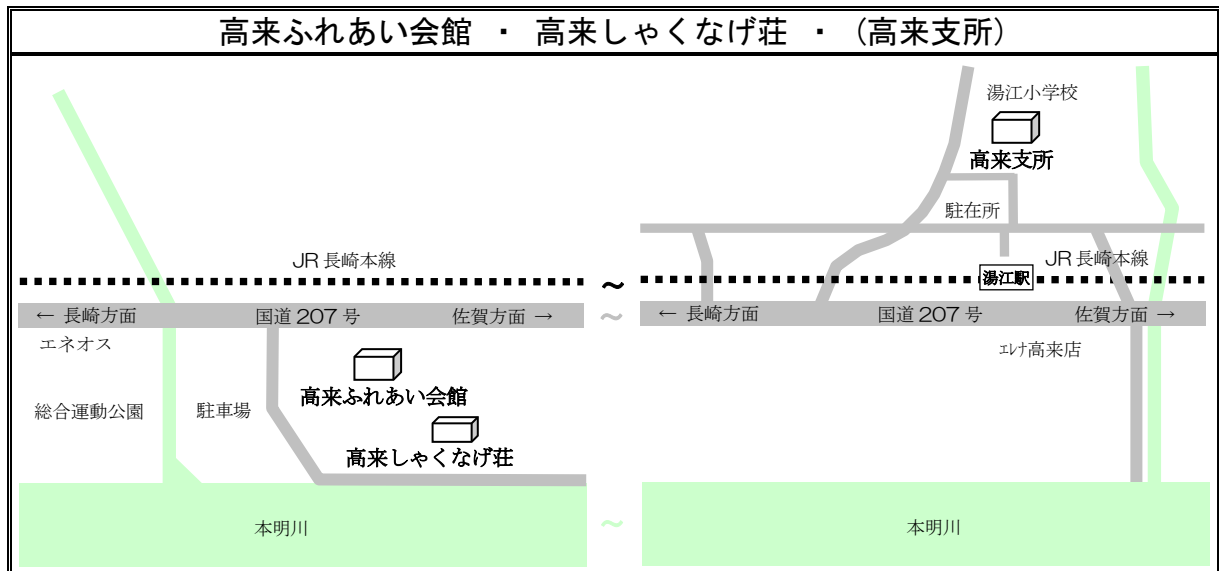 高来ふれあい会館 ・ 高来しゃくなげ荘 ・ (高来支所)
JR 長崎本線
～
← 長崎方面 国道 207 号 佐賀方面 →
～
エネオス
高来ふれあい会館
総合運動公園 駐車場
高来しゃくなげ荘
本明川
～
湯江小学校
高来支所
駐在所
JR 長崎本線
湯江駅
← 長崎方面 国道 207 号 佐賀方面 →
ｴﾚﾅ高来店
本明川